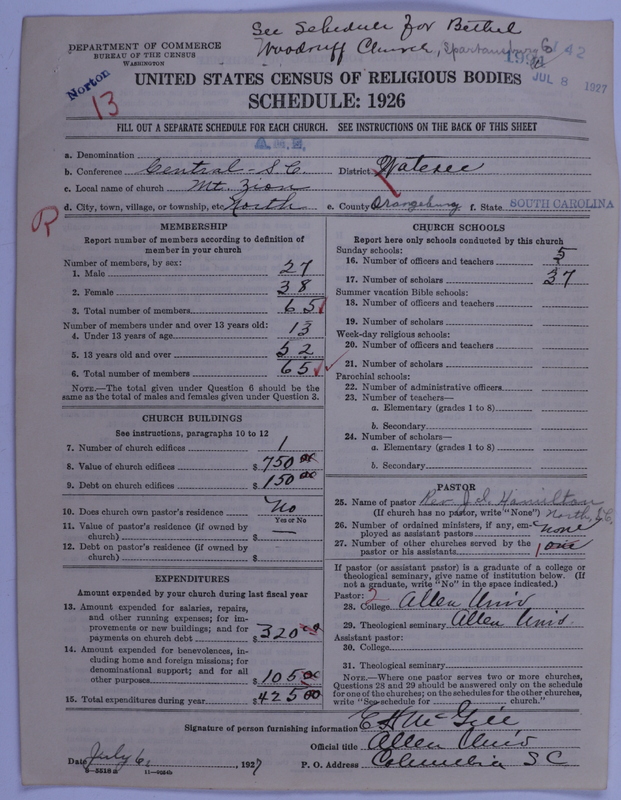 See Schedule for Bethel
Woodruff Church, Spartanburg Co
42
DEPARTMENT OF COMMERCE
BUREAU OF THE CENSUS
WASHINGTON
JUL 8 1927
Norton
13
UNITED STATES CENSUS OF RELIGIOUS BODIES
SCHEDULE: 1926
FILL OUT A SEPARATE SCHEDULE FOR EACH CHURCH. SEE INSTRUCTIONS ON THE BACK OF THIS SHEET
a. Denomination A.M.E.
b. Conference Central - S.C. District Wateree
c. Local name of church Mt. Zion
d. City, town, village, or township, etc North e. County Orangeburg f. State SOUTH CAROLINA
R
MEMBERSHIP
Report number of members according to definition of
member in your church
Number of members, by sex:
1. Male 27
2. Female 38
3. Total number of members 65
Number of members under and over 13 years old:
4. Under 13 years of age 13
5. 13 years old and over 52
6. Total number of members 65
NOTE.—The total given under Question 6 should be the
same as the total of males and females given under Question 3.
CHURCH BUILDINGS
See instructions, paragraphs 10 to 12
7. Number of church edifices 1
8. Value of church edifices $ 750 00
9. Debt on church edifices $ 150 00
10. Does church own pastor's residence No
Yes or No
11. Value of pastor's residence (if owned by
church) $ —
12. Debt on pastor's residence (if owned by
church) $
EXPENDITURES
Amount expended by your church during last fiscal year
13. Amount expended for salaries, repairs,
and other running expenses; for im-
provements or new buildings; and for
payments on church debt $ 320 00
14. Amount expended for benevolences, in-
cluding home and foreign missions; for
denominational support; and for all
other purposes $ 105 00
15. Total expenditures during year $ 425 00
CHURCH SCHOOLS
Report here only schools conducted by this church
Sunday schools:
16. Number of officers and teachers 5
17. Number of scholars 37
Summer vacation Bible schools:
18. Number of officers and teachers
19. Number of scholars
Week-day religious schools:
20. Number of officers and teachers
21. Number of scholars
Parochial schools:
22. Number of administrative officers
23. Number of teachers—
a. Elementary (grades 1 to 8)
b. Secondary
24. Number of scholars—
a. Elementary (grades 1 to 8)
b. Secondary
PASTOR
25. Name of pastor Rev. J. S. Hamilton
(If church has no pastor, write "None") North, S.C.
26. Number of ordained ministers, if any, em-
ployed as assistant pastors none
27. Number of other churches served by the
pastor or his assistants 1 one
If pastor (or assistant pastor) is a graduate of a college or
theological seminary, give name of institution below. (If
not a graduate, write "No" in the space indicated.)
Pastor: 2
28. College Allen Univ
29. Theological seminary Allen Univ.
Assistant pastor:
30. College
31. Theological seminary
NOTE.—Where one pastor serves two or more churches,
Questions 28 and 29 should be answered only on the schedule
for one of the churches; on the schedules for the other churches,
write "See schedule for church."
Signature of person furnishing information E H McGill
Official title Allen Univ
Date July 6, , 1927 P. O. Address Columbia S C